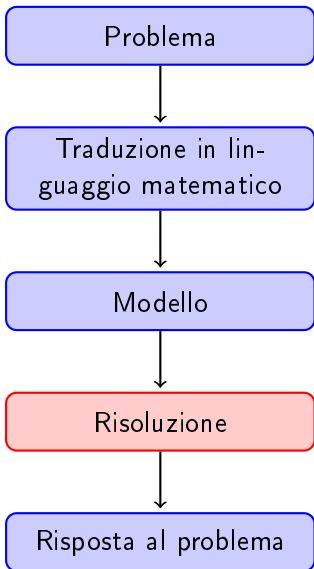 Problema
Traduzione in lin-
guaggio matematico
Modello
Risoluzione
Risposta al problema